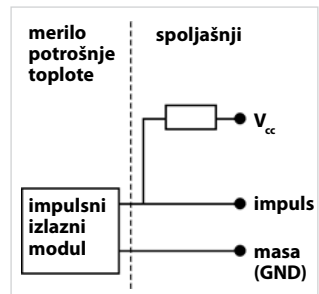 merilo
potrošnje
toplote
spoljašnji
Vcc
impulsni
izlazni
modul
impuls
masa
(GND)